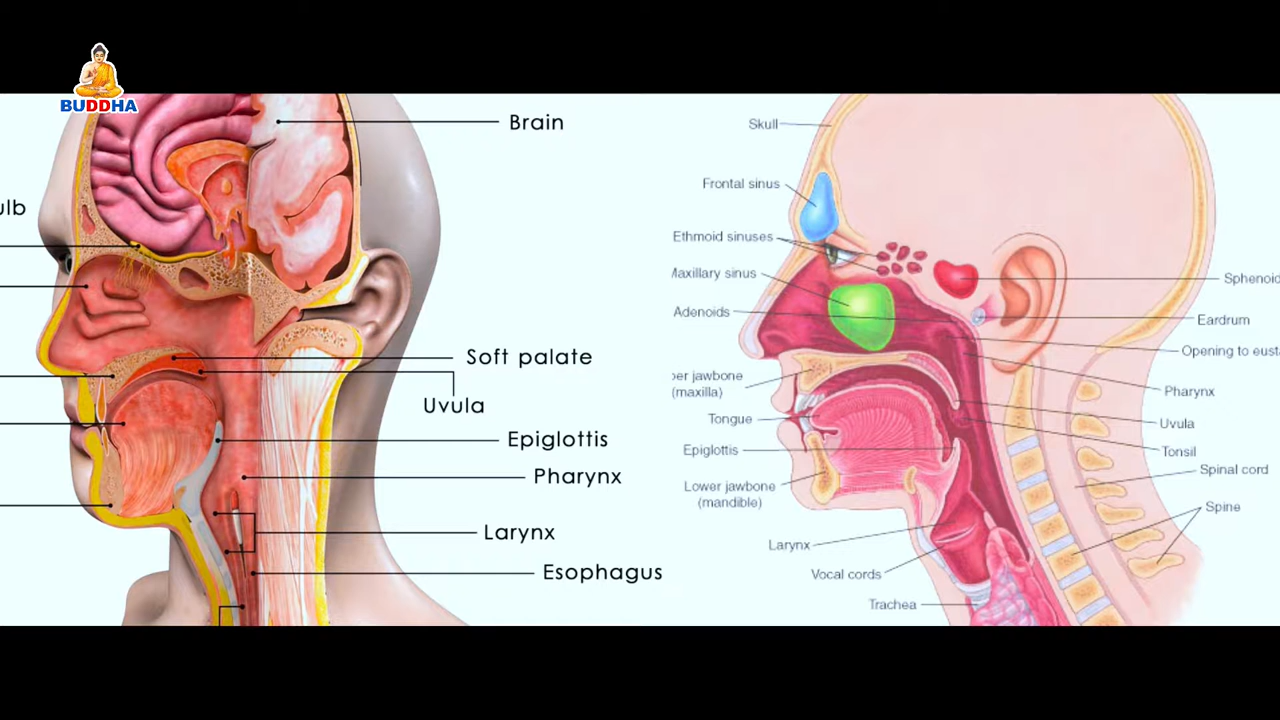 BUDDHA
Brain
ulb
Soft palate
Uvula
Epiglottis
Pharynx
Larynx
Esophagus
Skull
Frontal sinus
Ethmoid sinuses
Maxillary sinus
Adenoids
per jawbone
(maxilla)
Tongue
Epiglottis
Lower jawbone
(mandible)
Larynx
Vocal cords
Trachea
Sphenoid
Eardrum
Opening to eust
Pharynx
Uvula
Tonsil
Spinal cord
Spine